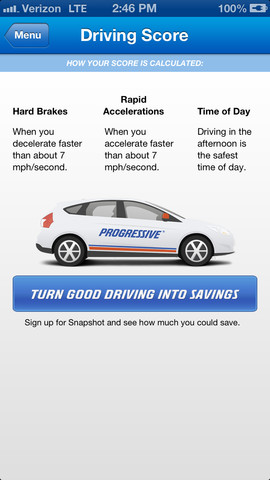 Verizon LTE 2:46 PM 100%
Menu
Driving Score
HOW YOUR SCORE IS CALCULATED:
Hard Brakes
When you
decelerate faster
than about 7
mph/second.
Rapid
Accelerations
When you
accelerate faster
than about 7
mph/second.
Time of Day
Driving in the
afternoon is
the safest
time of day.
PROGRESSIVE
TURN GOOD DRIVING INTO SAVINGS
Sign up for Snapshot and see how much you could save.